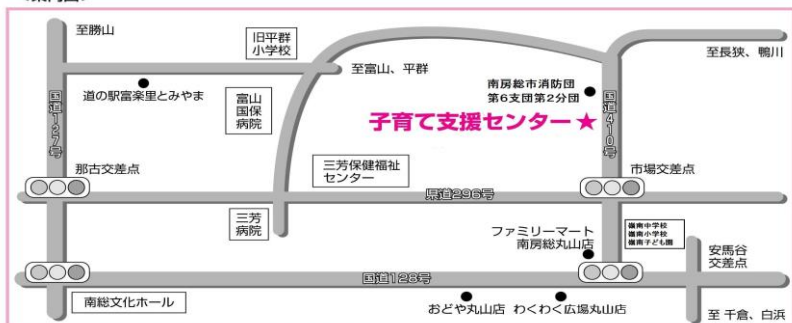 至勝山
旧平群
小学校
至長狭、鴨川
至富山、平群
道の駅富楽里とみやま
国道127号
富山
国保
病院
南房総市消防団
第6支団第2分団
国道410号
子育て支援センター★
那古交差点
三芳保健福祉
センター
市場交差点
県道296号
三芳
病院
ファミリーマート
南房総丸山店
嶺南中学校
嶺南小学校
嶺南子ども園
安馬谷
交差点
国道128号
南総文化ホール
おどや丸山店
わくわく広場丸山店
至 千倉、白浜